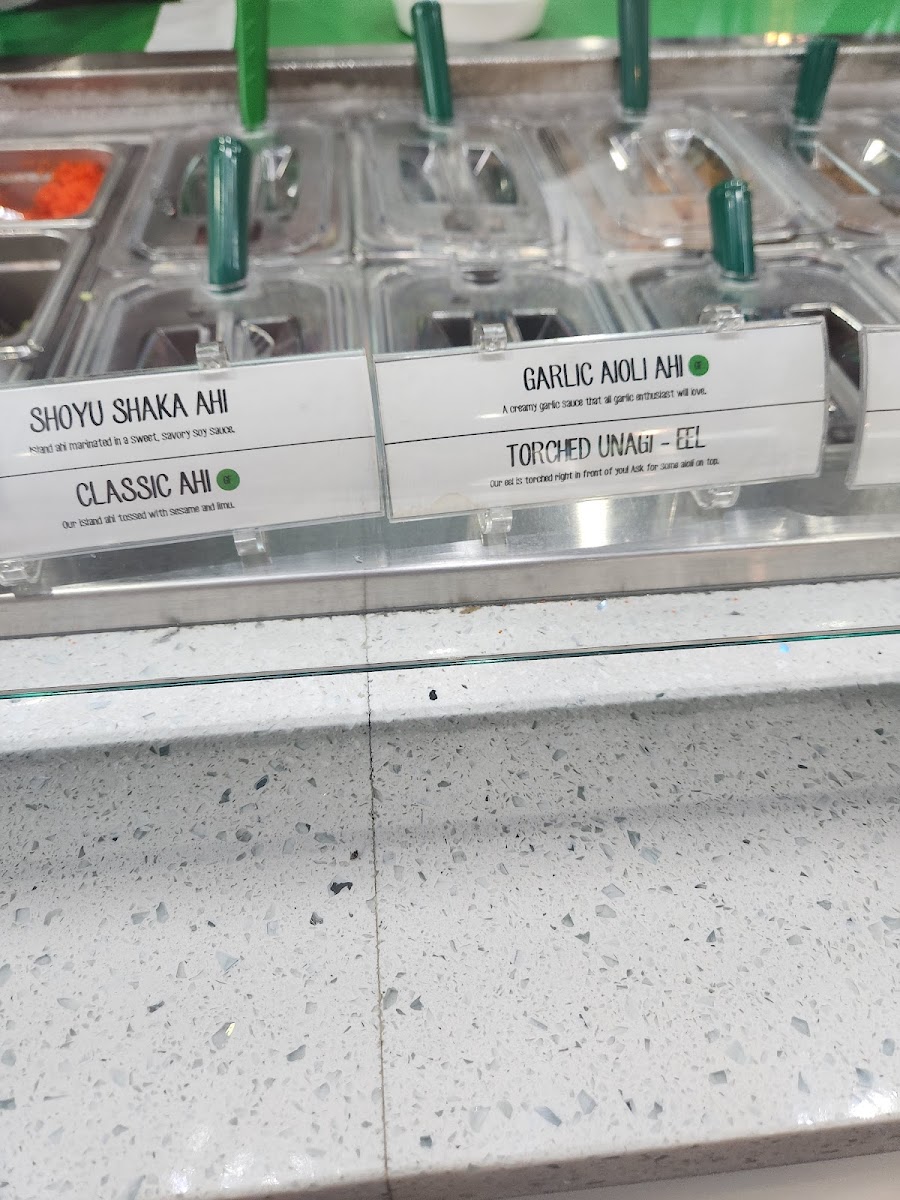 SHOYU SHAKA AHI
Island ahi marinated in a sweet, savory soy sauce.
CLASSIC AHI GF
Our island ahi tossed with sesame and limu.
GARLIC AIOLI AHI GF
A creamy garlic sauce that all garlic enthusiast will love.
TORCHED UNAGI - EEL
Our eel is torched right in front of you! Ask for some aioli on top.